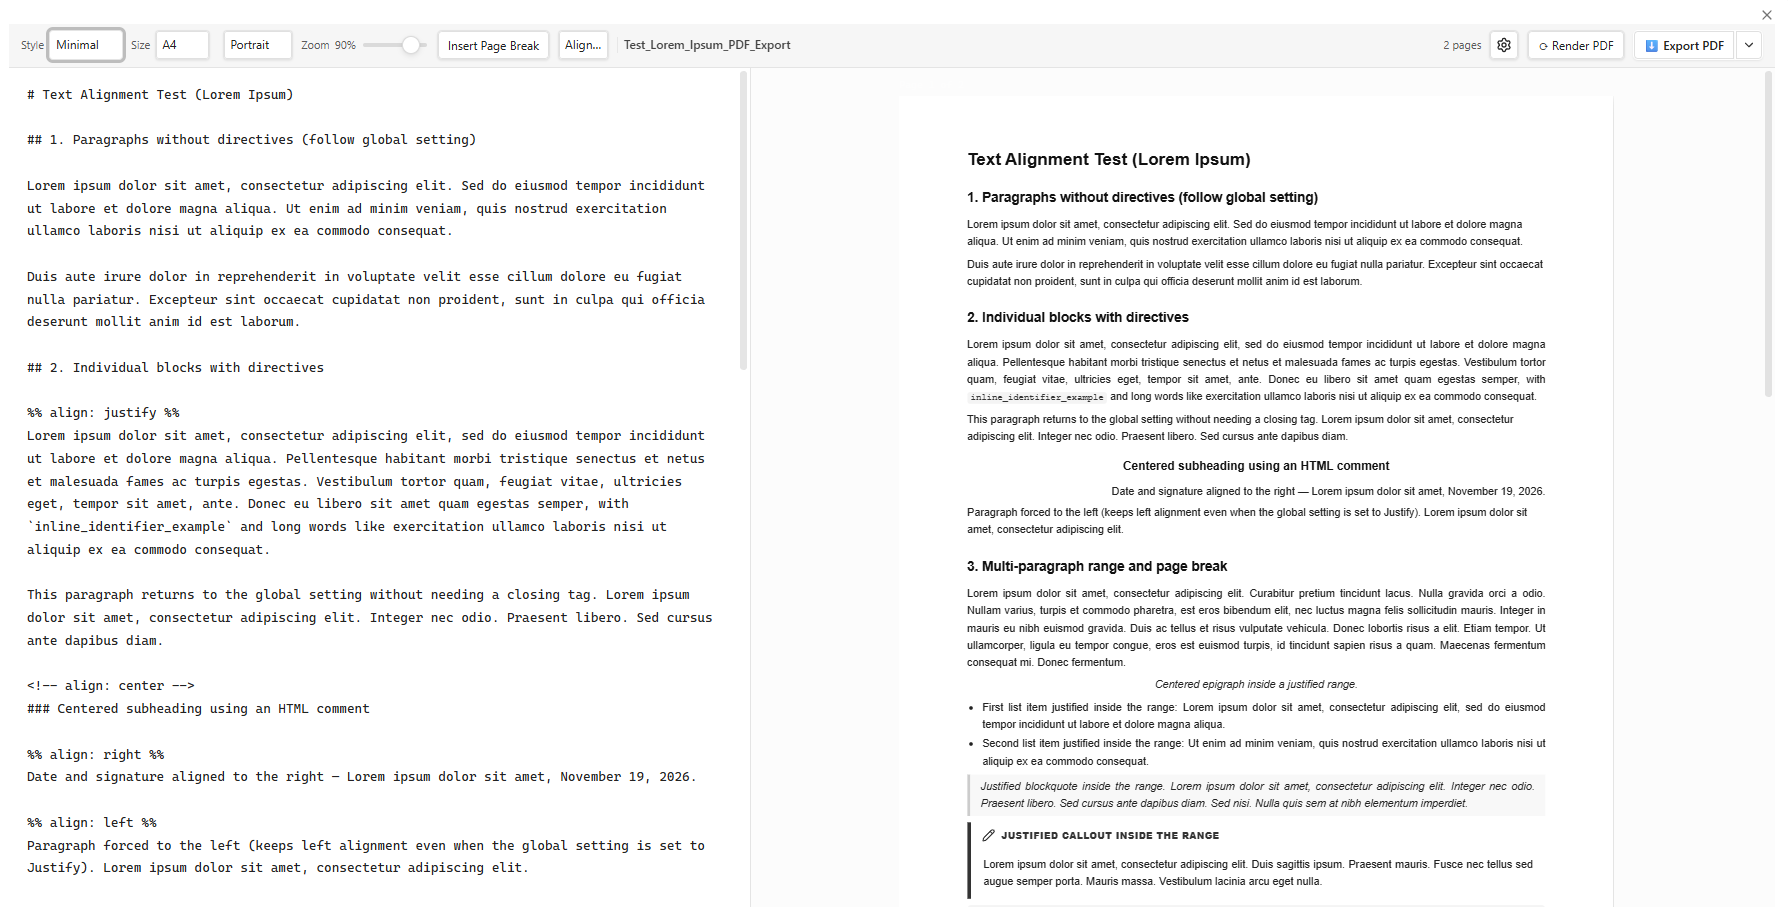 Style Minimal Size A4 Portrait Zoom 90% Insert Page Break Align... Test_Lorem_Ipsum_PDF_Export 2 pages Render PDF Export PDF
# Text Alignment Test (Lorem Ipsum)
## 1. Paragraphs without directives (follow global setting)
Lorem ipsum dolor sit amet, consectetur adipiscing elit. Sed do eiusmod tempor incididunt
ut labore et dolore magna aliqua. Ut enim ad minim veniam, quis nostrud exercitation
ullamco laboris nisi ut aliquip ex ea commodo consequat.
Duis aute irure dolor in reprehenderit in voluptate velit esse cillum dolore eu fugiat
nulla pariatur. Excepteur sint occaecat cupidatat non proident, sunt in culpa qui officia
deserunt mollit anim id est laborum.
## 2. Individual blocks with directives
%% align: justify %%
Lorem ipsum dolor sit amet, consectetur adipiscing elit, sed do eiusmod tempor incididunt
ut labore et dolore magna aliqua. Pellentesque habitant morbi tristique senectus et netus
et malesuada fames ac turpis egestas. Vestibulum tortor quam, feugiat vitae, ultricies
eget, tempor sit amet, ante. Donec eu libero sit amet quam egestas semper, with
`inline_identifier_example` and long words like exercitation ullamco laboris nisi ut
aliquip ex ea commodo consequat.
This paragraph returns to the global setting without needing a closing tag. Lorem ipsum
dolor sit amet, consectetur adipiscing elit. Integer nec odio. Praesent libero. Sed cursus
ante dapibus diam.
<!-- align: center -->
### Centered subheading using an HTML comment
%% align: right %%
Date and signature aligned to the right — Lorem ipsum dolor sit amet, November 19, 2026.
%% align: left %%
Paragraph forced to the left (keeps left alignment even when the global setting is set to
Justify). Lorem ipsum dolor sit amet, consectetur adipiscing elit.
Text Alignment Test (Lorem Ipsum)
1. Paragraphs without directives (follow global setting)
Lorem ipsum dolor sit amet, consectetur adipiscing elit. Sed do eiusmod tempor incididunt ut labore et dolore magna
aliqua. Ut enim ad minim veniam, quis nostrud exercitation ullamco laboris nisi ut aliquip ex ea commodo consequat.
Duis aute irure dolor in reprehenderit in voluptate velit esse cillum dolore eu fugiat nulla pariatur. Excepteur sint occaecat
cupidatat non proident, sunt in culpa qui officia deserunt mollit anim id est laborum.
2. Individual blocks with directives
Lorem ipsum dolor sit amet, consectetur adipiscing elit, sed do eiusmod tempor incididunt ut labore et dolore magna
aliqua. Pellentesque habitant morbi tristique senectus et netus et malesuada fames ac turpis egestas. Vestibulum tortor
quam, feugiat vitae, ultricies eget, tempor sit amet, ante. Donec eu libero sit amet quam egestas semper, with
inline_identifier_example and long words like exercitation ullamco laboris nisi ut aliquip ex ea commodo consequat.
This paragraph returns to the global setting without needing a closing tag. Lorem ipsum dolor sit amet, consectetur
adipiscing elit. Integer nec odio. Praesent libero. Sed cursus ante dapibus diam.
Centered subheading using an HTML comment
Date and signature aligned to the right — Lorem ipsum dolor sit amet, November 19, 2026.
Paragraph forced to the left (keeps left alignment even when the global setting is set to Justify). Lorem ipsum dolor sit
amet, consectetur adipiscing elit.
3. Multi-paragraph range and page break
Lorem ipsum dolor sit amet, consectetur adipiscing elit. Curabitur pretium tincidunt lacus. Nulla gravida orci a odio.
Nullam varius, turpis et commodo pharetra, est eros bibendum elit, nec luctus magna felis sollicitudin mauris. Integer in
mauris eu nibh euismod gravida. Duis ac tellus et risus vulputate vehicula. Donec lobortis risus a elit. Etiam tempor. Ut
ullamcorper, ligula eu tempor congue, eros est euismod turpis, id tincidunt sapien risus a quam. Maecenas fermentum
consequat mi. Donec fermentum.
Centered epigraph inside a justified range.
• First list item justified inside the range: Lorem ipsum dolor sit amet, consectetur adipiscing elit, sed do eiusmod
tempor incididunt ut labore et dolore magna aliqua.
• Second list item justified inside the range: Ut enim ad minim veniam, quis nostrud exercitation ullamco laboris nisi ut
aliquip ex ea commodo consequat.
Justified blockquote inside the range. Lorem ipsum dolor sit amet, consectetur adipiscing elit. Integer nec odio.
Praesent libero. Sed cursus ante dapibus diam. Sed nisi. Nulla quis sem at nibh elementum imperdiet.
JUSTIFIED CALLOUT INSIDE THE RANGE
Lorem ipsum dolor sit amet, consectetur adipiscing elit. Duis sagittis ipsum. Praesent mauris. Fusce nec tellus sed
augue semper porta. Mauris massa. Vestibulum lacinia arcu eget nulla.